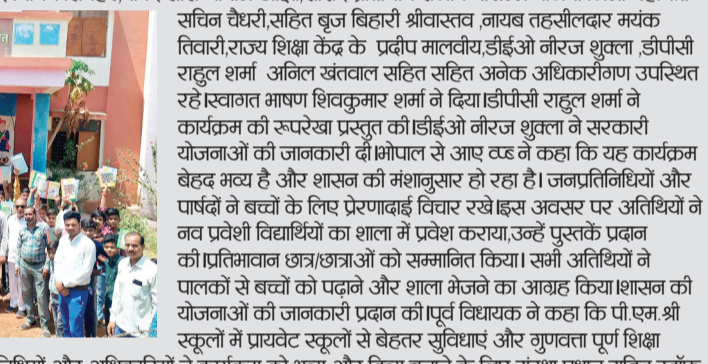 सचिन चैधरी,सहित बृज बिहारी श्रीवास्तव ,नायब तहसीलदार मयंक
तिवारी,राज्य शिक्षा केंद्र के प्रदीप मालवीय,डीईओ नीरज शुक्ला ,डीपीसी
राहुल शर्मा अनिल खंतवाल सहित सहित अनेक अधिकारीगण उपस्थित
रहे।स्वागत भाषण शिवकुमार शर्मा ने दिया।डीपीसी राहुल शर्मा ने
कार्यक्रम की रूपरेखा प्रस्तुत की।डीईओ नीरज शुक्ला ने सरकारी
योजनाओं की जानकारी दी।भोपाल से आए ने कहा कि यह कार्यक्रम
बेहद भव्य है और शासन की मंशानुसार हो रहा है। जनप्रतिनिधियों और
पार्षदों ने बच्चों के लिए प्रेरणादाई विचार रखे।इस अवसर पर अतिथियों ने
नव प्रवेशी विद्यार्थियों का शाला में प्रवेश कराया,उन्हें पुस्तकें प्रदान
की।प्रतिभावान छात्र/छात्राओं को सम्मानित किया। सभी अतिथियों ने
पालकों से बच्चों को पढ़ाने और शाला भेजने का आग्रह किया।शासन की
योजनाओं की जानकारी प्रदान की।पूर्व विधायक ने कहा कि पी.एम.श्री
स्कूलों में प्रायवेट स्कूलों से बेहतर सुविधाएं और गुणवत्ता पूर्ण शिक्षा